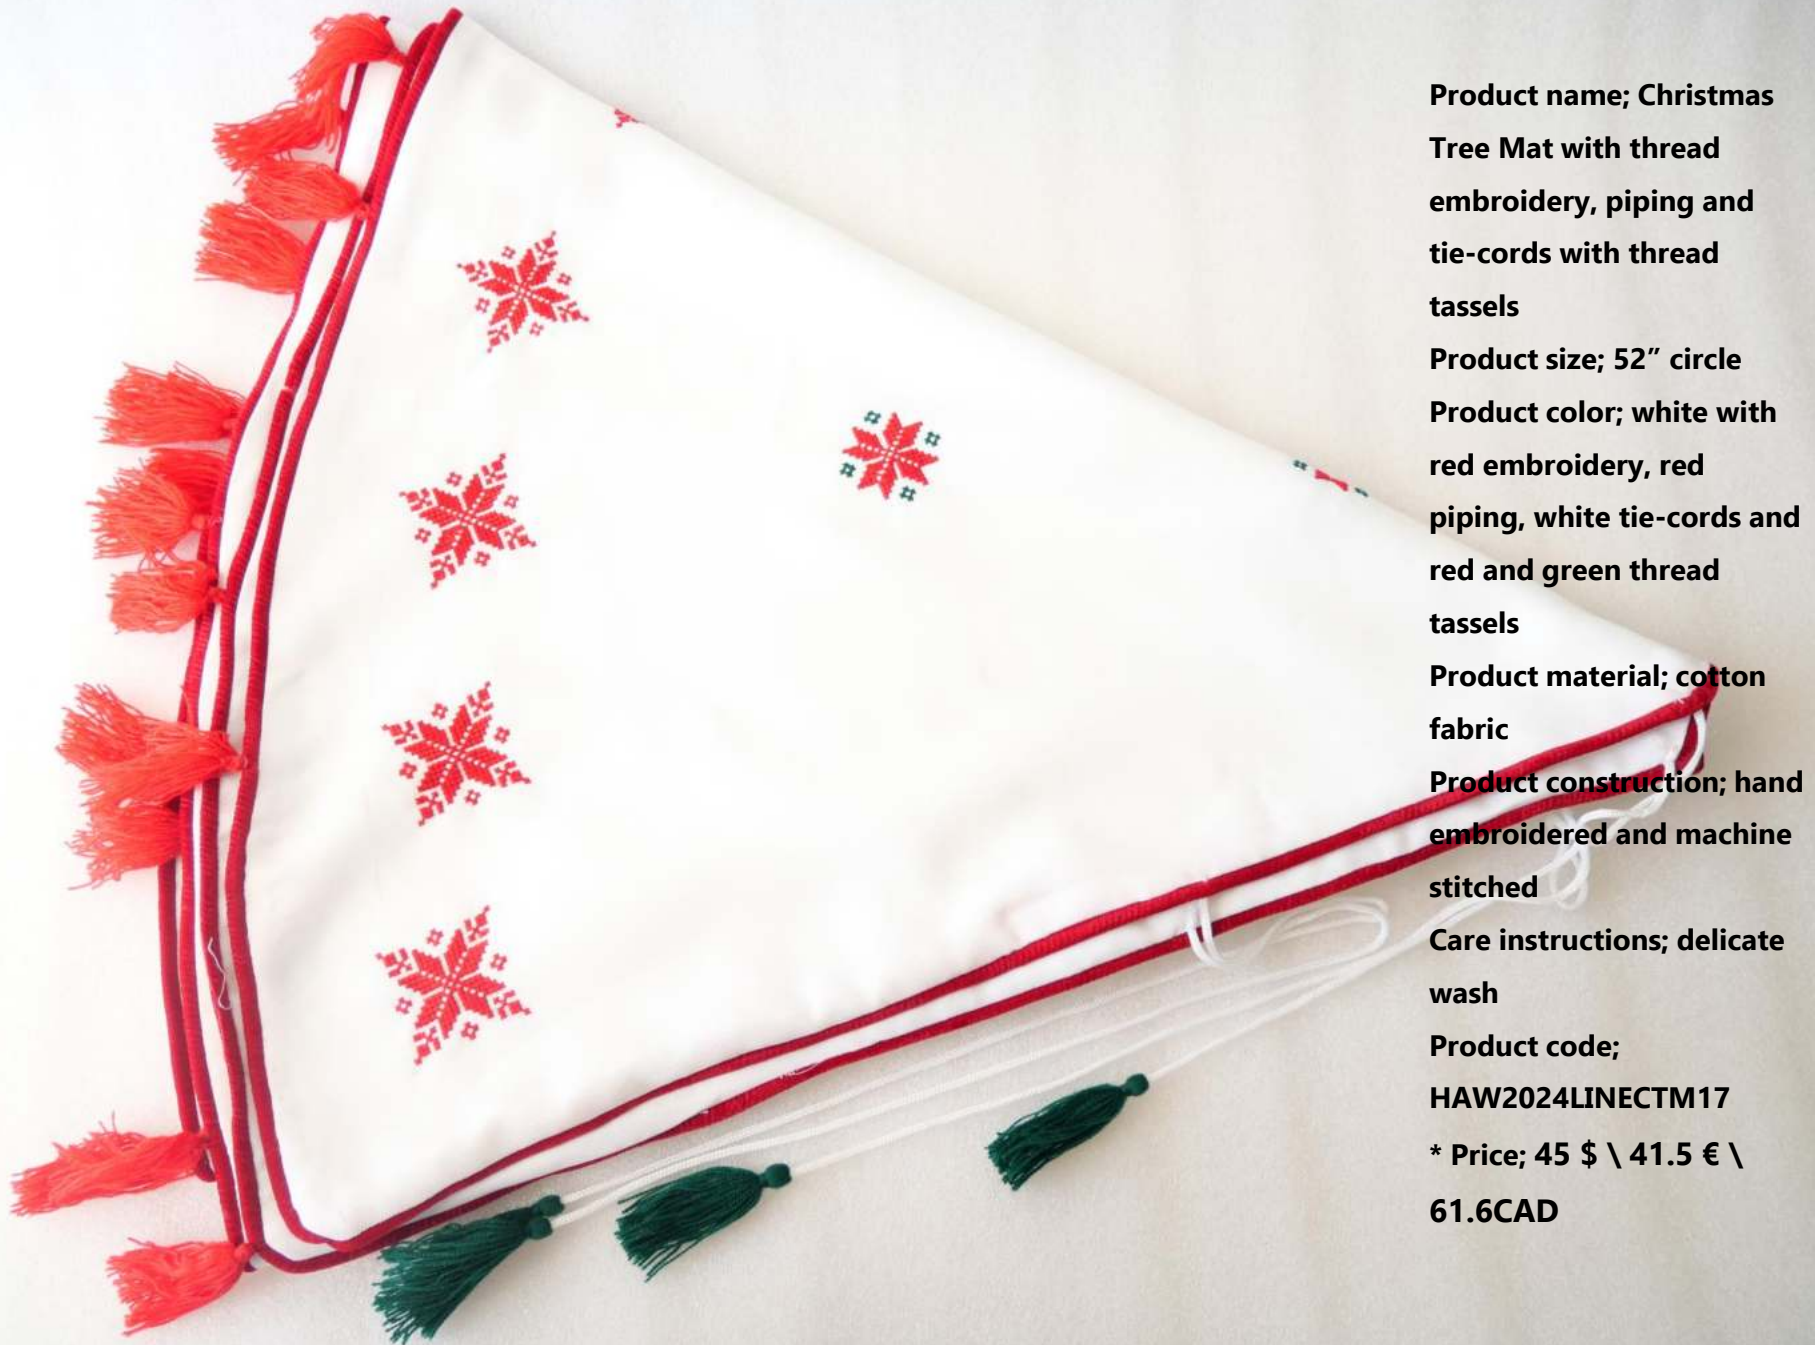 Product name; Christmas
Tree Mat with thread
embroidery, piping and
tie-cords with thread
tassels
Product size; 52” circle
Product color; white with
red embroidery, red
piping, white tie-cords and
red and green thread
tassels
Product material; cotton
fabric
Product construction; hand
embroidered and machine
stitched
Care instructions; delicate
wash
Product code;
HAW2024LINECTM17
* Price; 45 $ \ 41.5 € \
61.6CAD